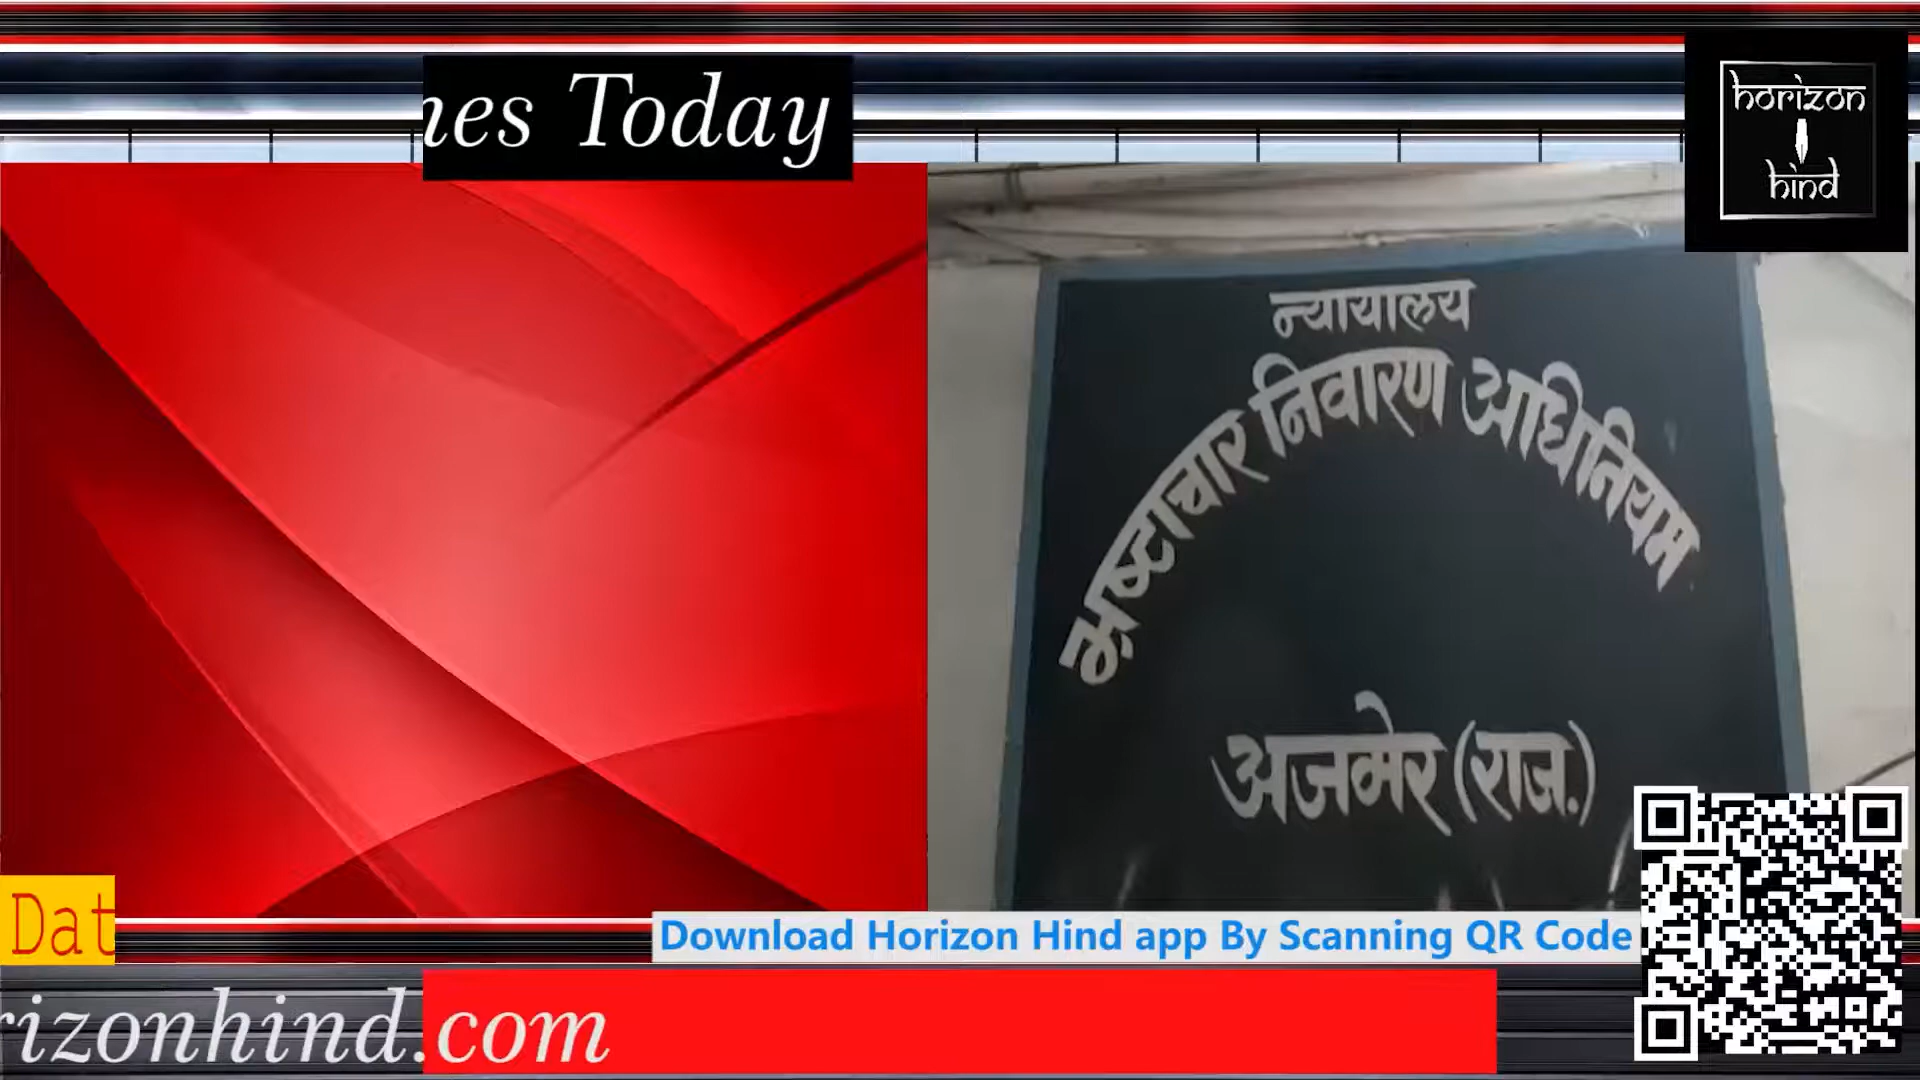 nes Today
horizon
hind
न्यायालय
भ्रष्टाचार निवारण अधिनियम
अजमेर (राज.)
Dat
Download Horizon Hind app By Scanning QR Code
rizonhind.com